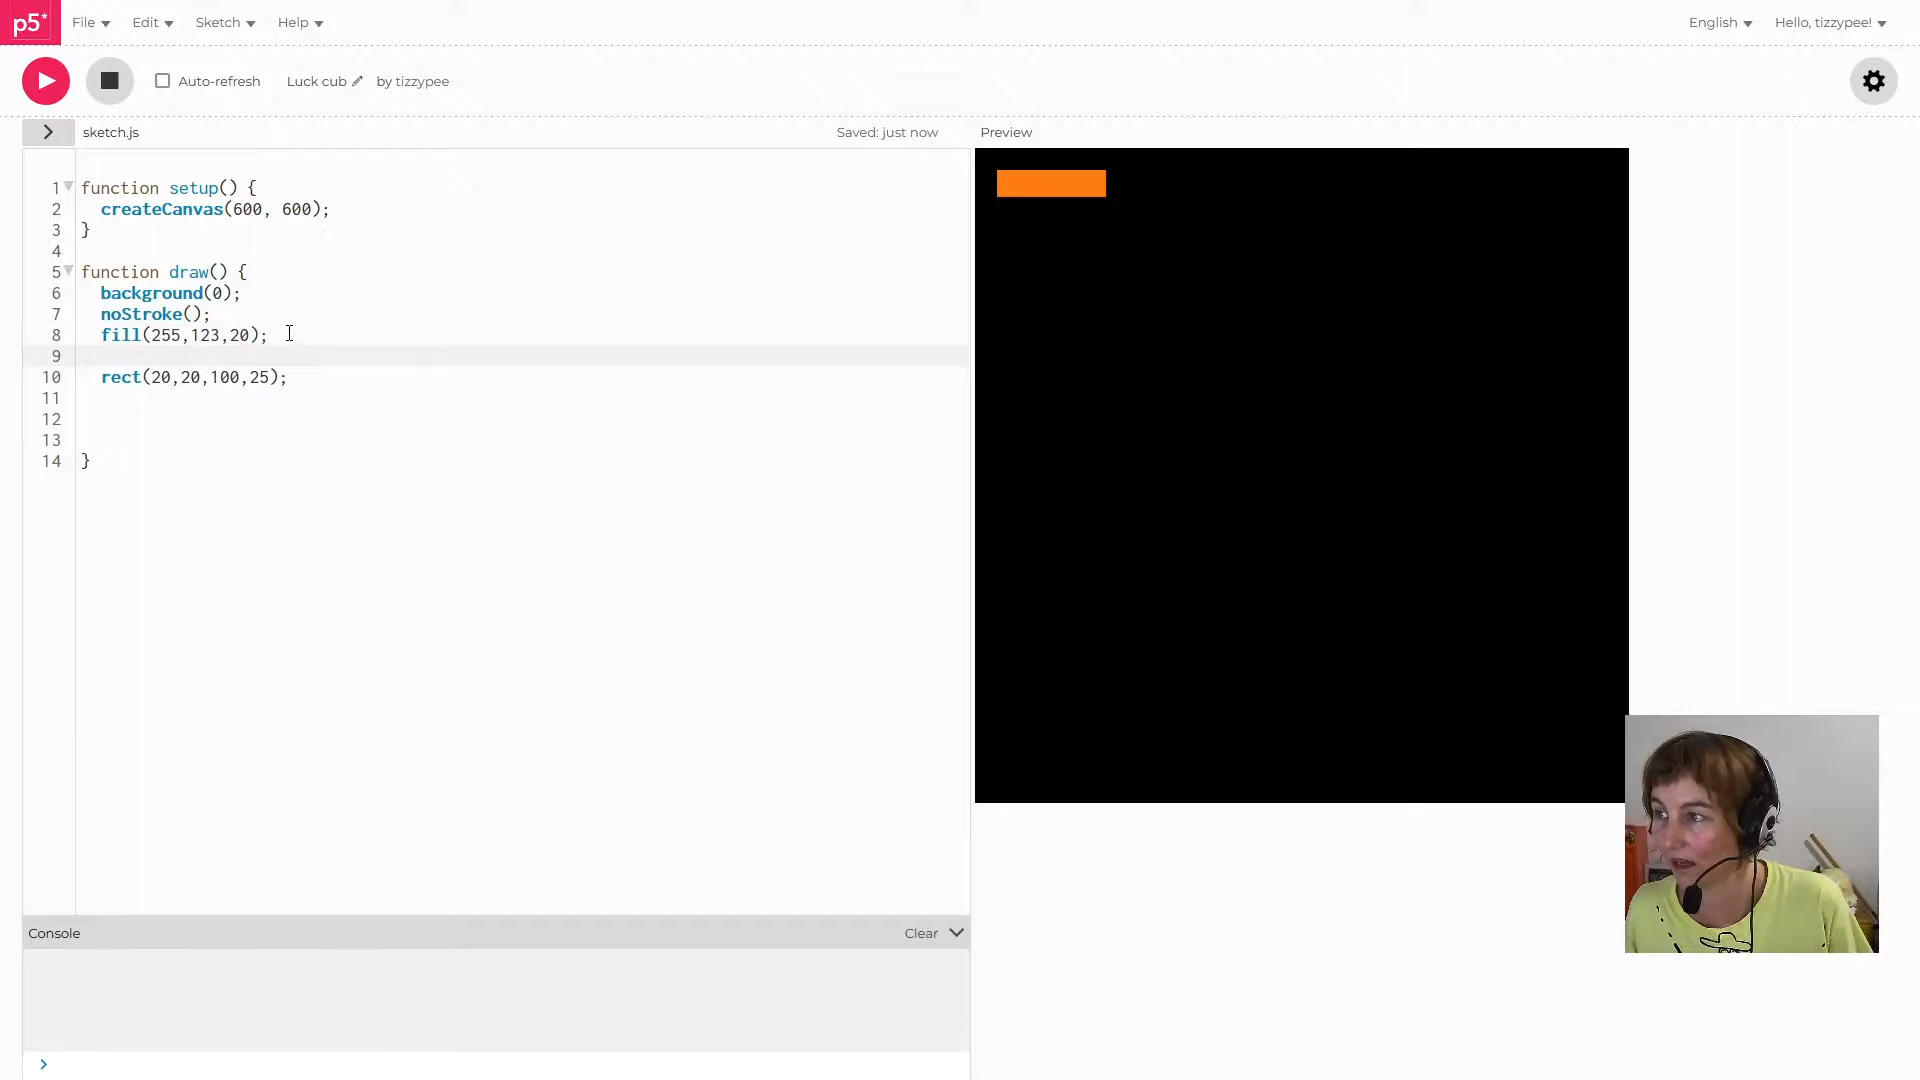 p5* File Edit Sketch Help English Hello, tizzypee!
Auto-refresh Luck cub by tizzypee
> sketch.js Saved: just now Preview
1 function setup() {
2 createCanvas(600, 600);
3 }
4
5 function draw() {
6 background(0);
7 noStroke();
8 fill(255,123,20);
9
10 rect(20,20,100,25);
11
12
13
14 }
Console Clear
>